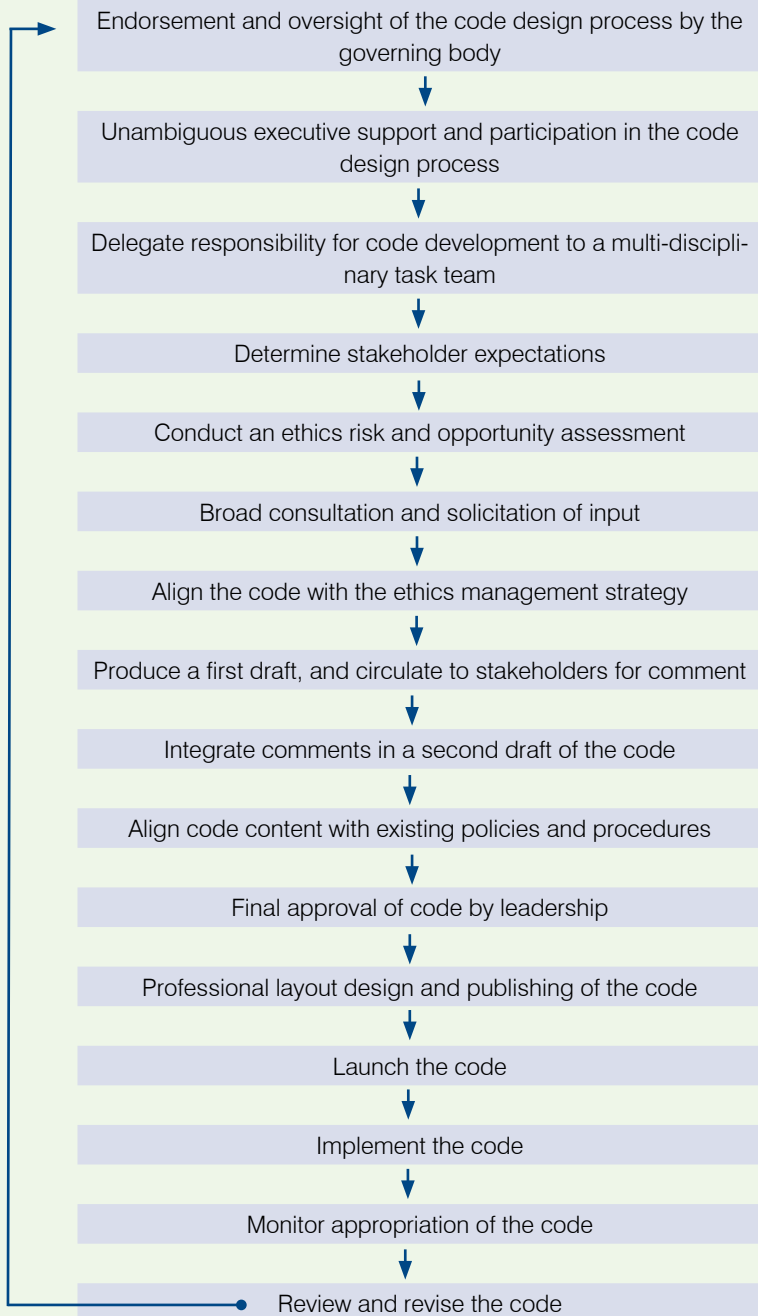 Endorsement and oversight of the code design process by the
governing body
Unambiguous executive support and participation in the code
design process
Delegate responsibility for code development to a multi-discipli-
nary task team
Determine stakeholder expectations
Conduct an ethics risk and opportunity assessment
Broad consultation and solicitation of input
Align the code with the ethics management strategy
Produce a first draft, and circulate to stakeholders for comment
Integrate comments in a second draft of the code
Align code content with existing policies and procedures
Final approval of code by leadership
Professional layout design and publishing of the code
Launch the code
Implement the code
Monitor appropriation of the code
Review and revise the code